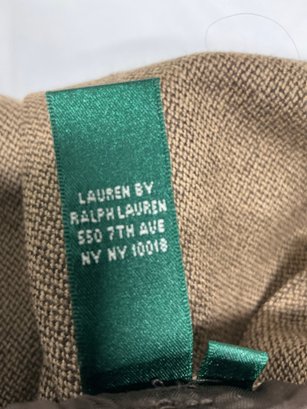 LAUREN BY
RALPH LAUREN
550 7TH AVE
NY NY 10018